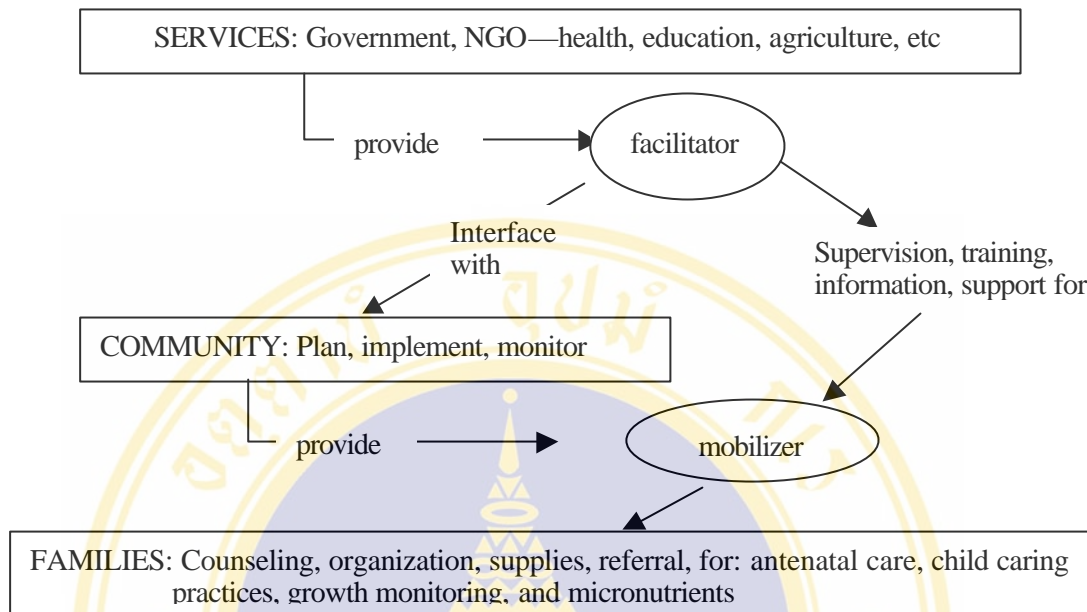 SERVICES: Government, NGO—health, education, agriculture, etc
provide
facilitator
Interface
with
Supervision, training,
information, support for
COMMUNITY: Plan, implement, monitor
provide
mobilizer
FAMILIES: Counseling, organization, supplies, referral, for: antenatal care, child caring
practices, growth monitoring, and micronutrients